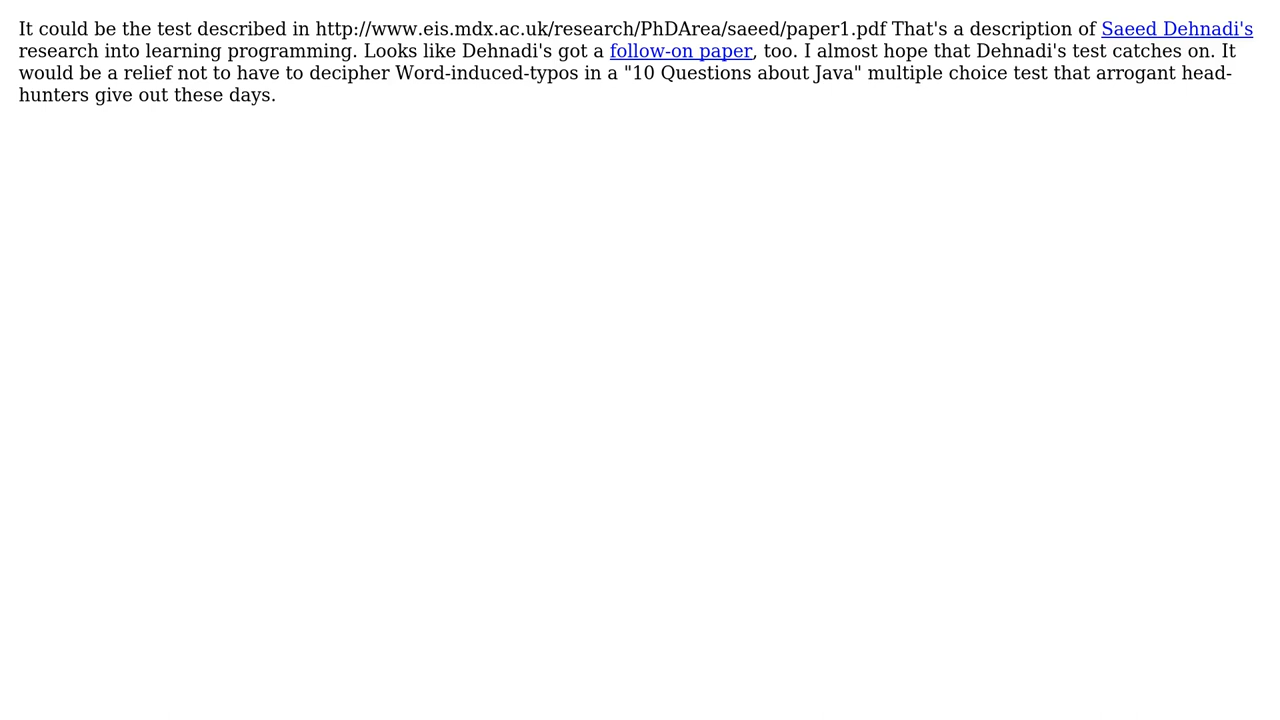 It could be the test described in http://www.eis.mdx.ac.uk/research/PhDArea/saeed/paper1.pdf That's a description of Saeed Dehnadi's
research into learning programming. Looks like Dehnadi's got a follow-on paper, too. I almost hope that Dehnadi's test catches on. It
would be a relief not to have to decipher Word-induced-typos in a "10 Questions about Java" multiple choice test that arrogant head-
hunters give out these days.